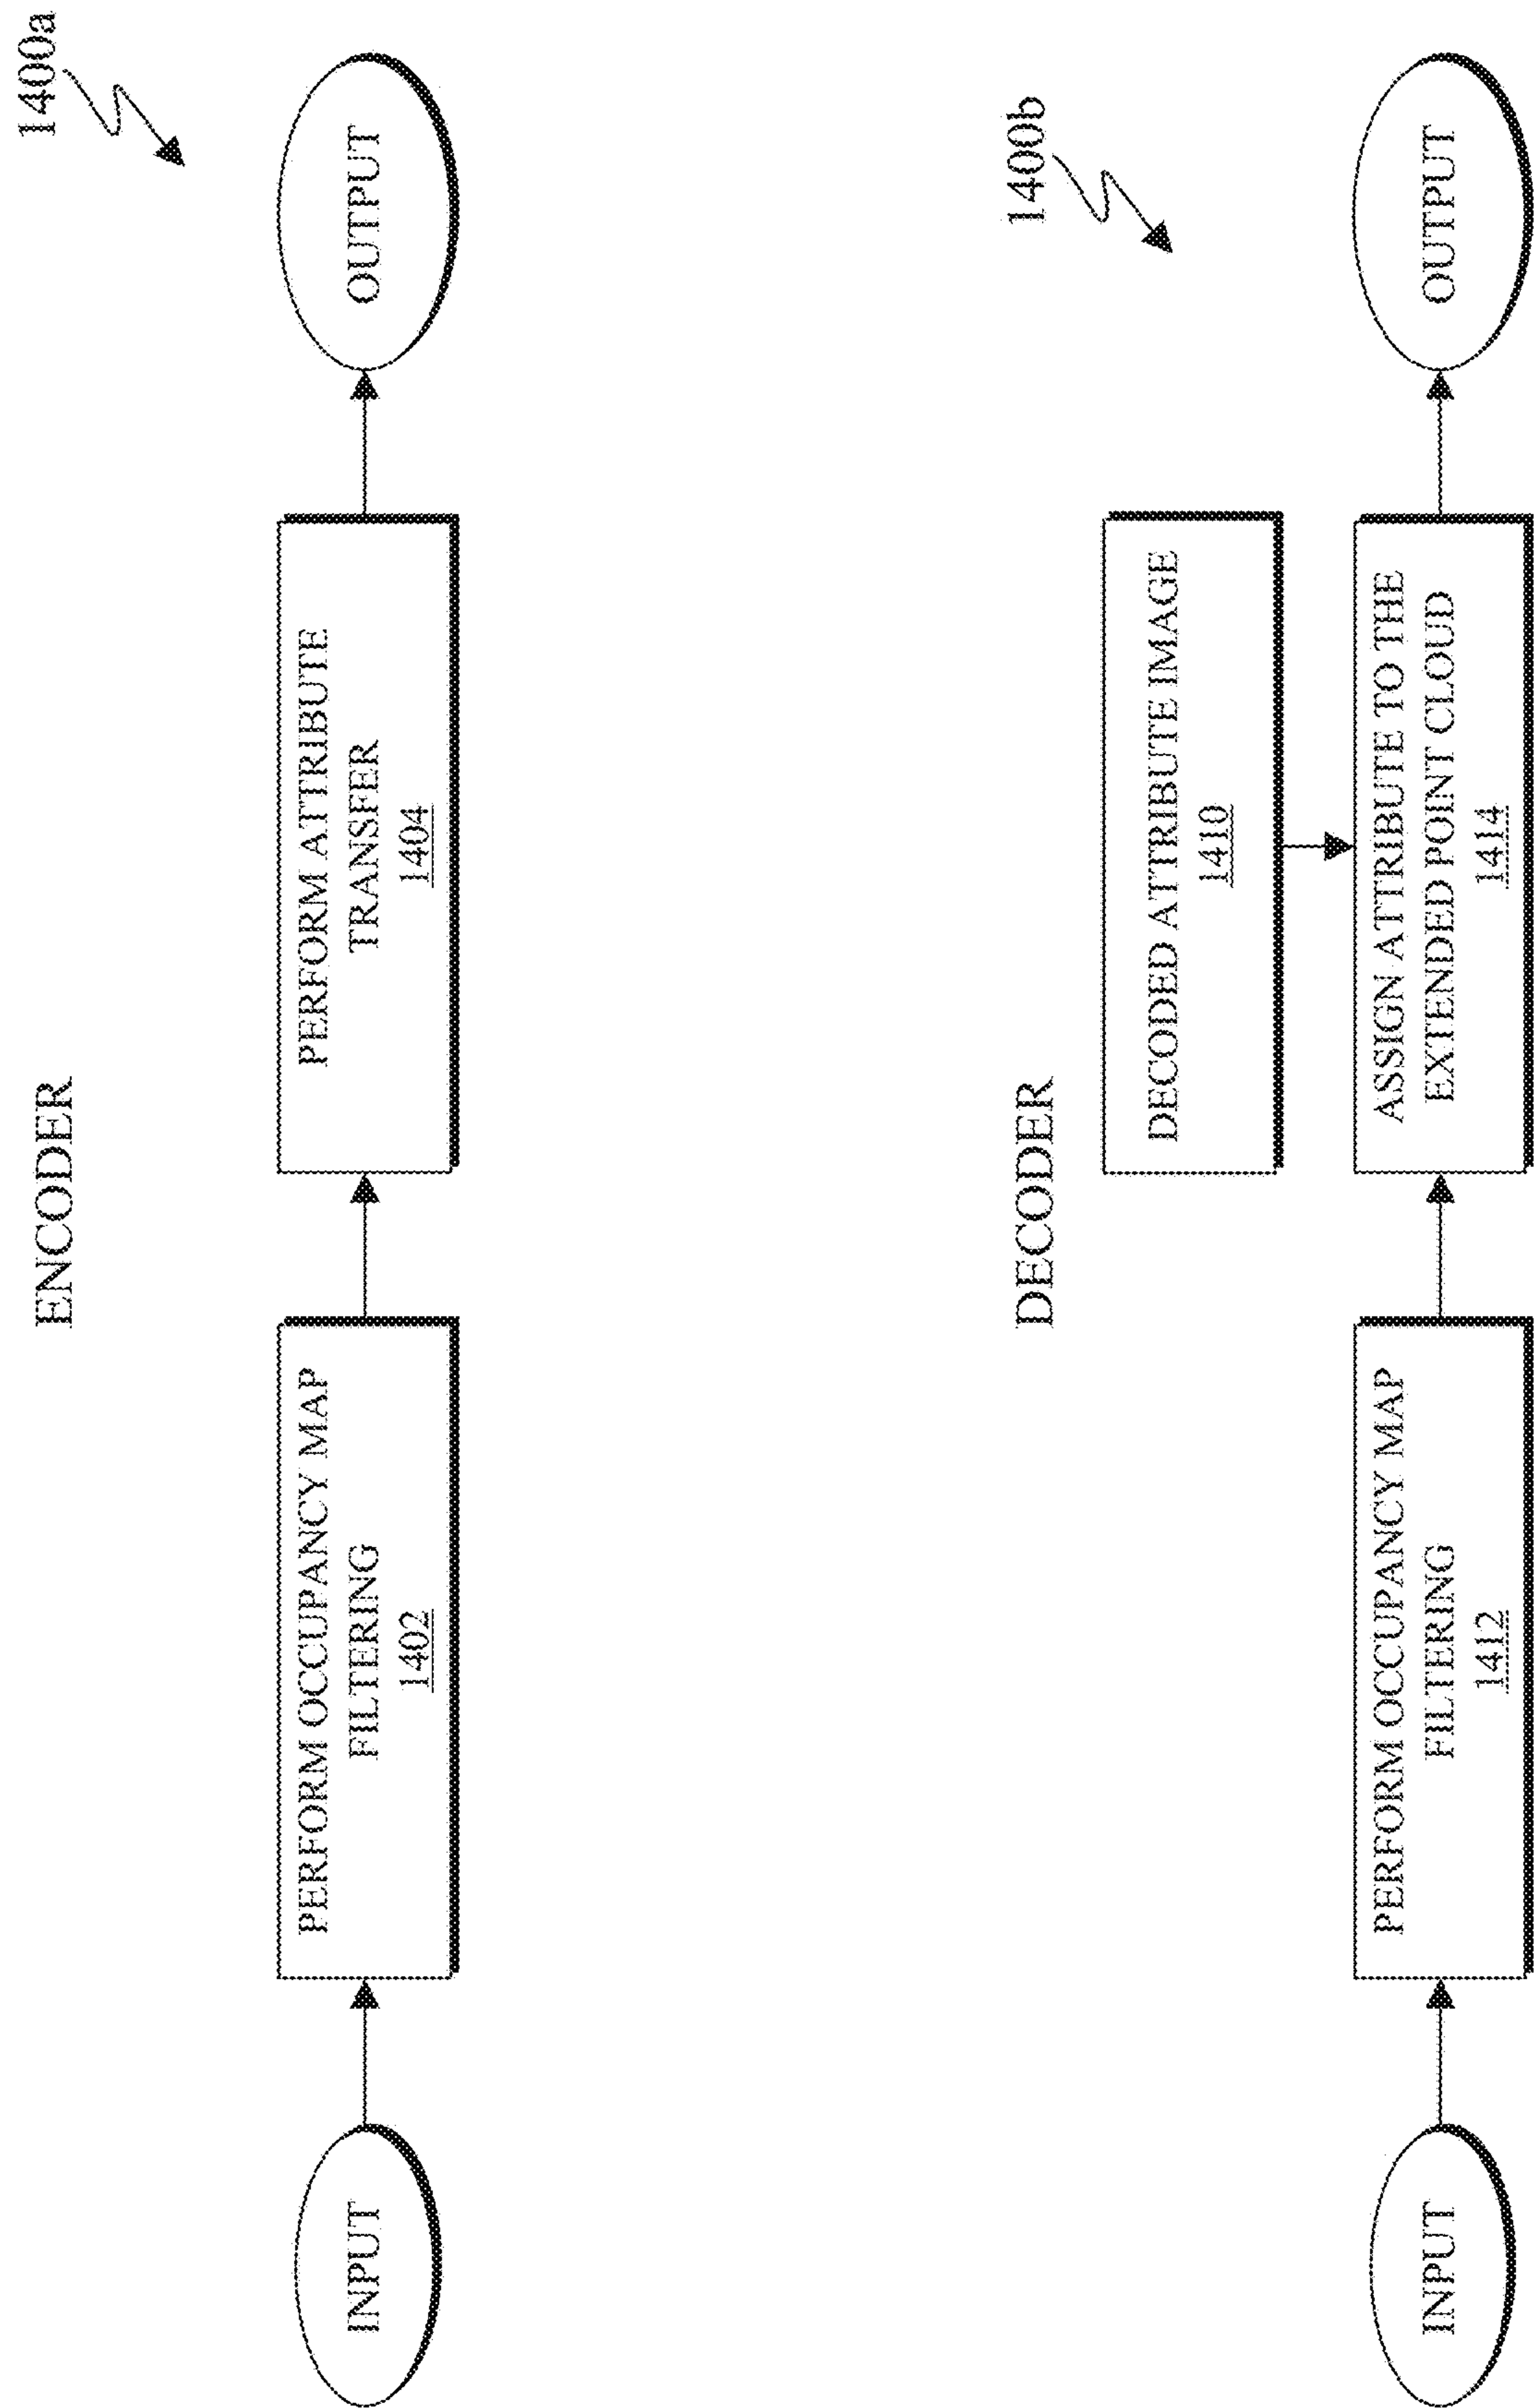 1400a
ENCODER
INPUT
PERFORM OCCUPANCY MAP
FILTERING
1402
PERFORM ATTRIBUTE
TRANSFER
1404
OUTPUT
1400b
DECODER
DECODED ATTRIBUTE IMAGE
1410
INPUT
PERFORM OCCUPANCY MAP
FILTERING
1412
ASSIGN ATTRIBUTE TO THE
EXTENDED POINT CLOUD
1414
OUTPUT